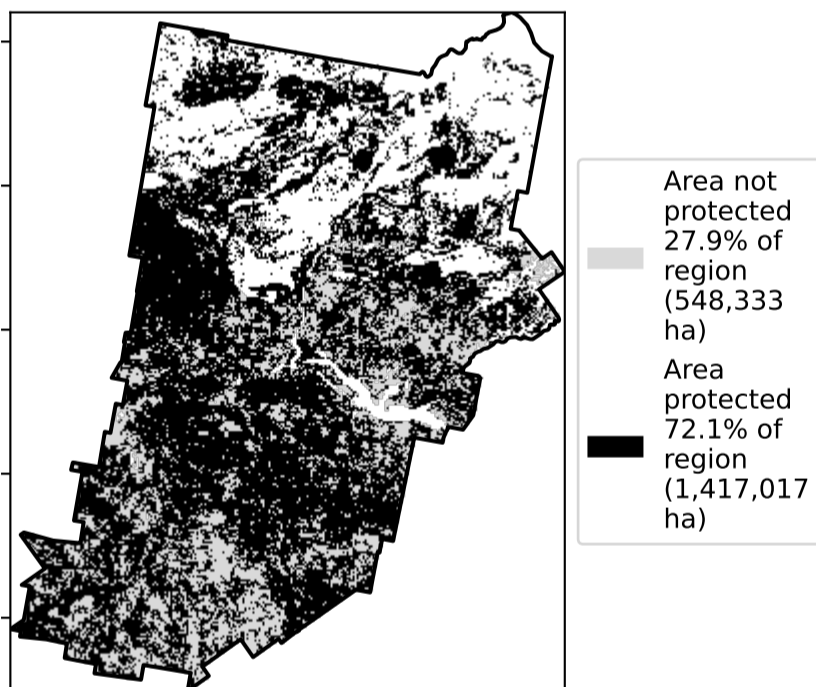 Area not
protected
27.9% of
region
(548,333
ha)
Area
protected
72.1% of
region
(1,417,017
ha)